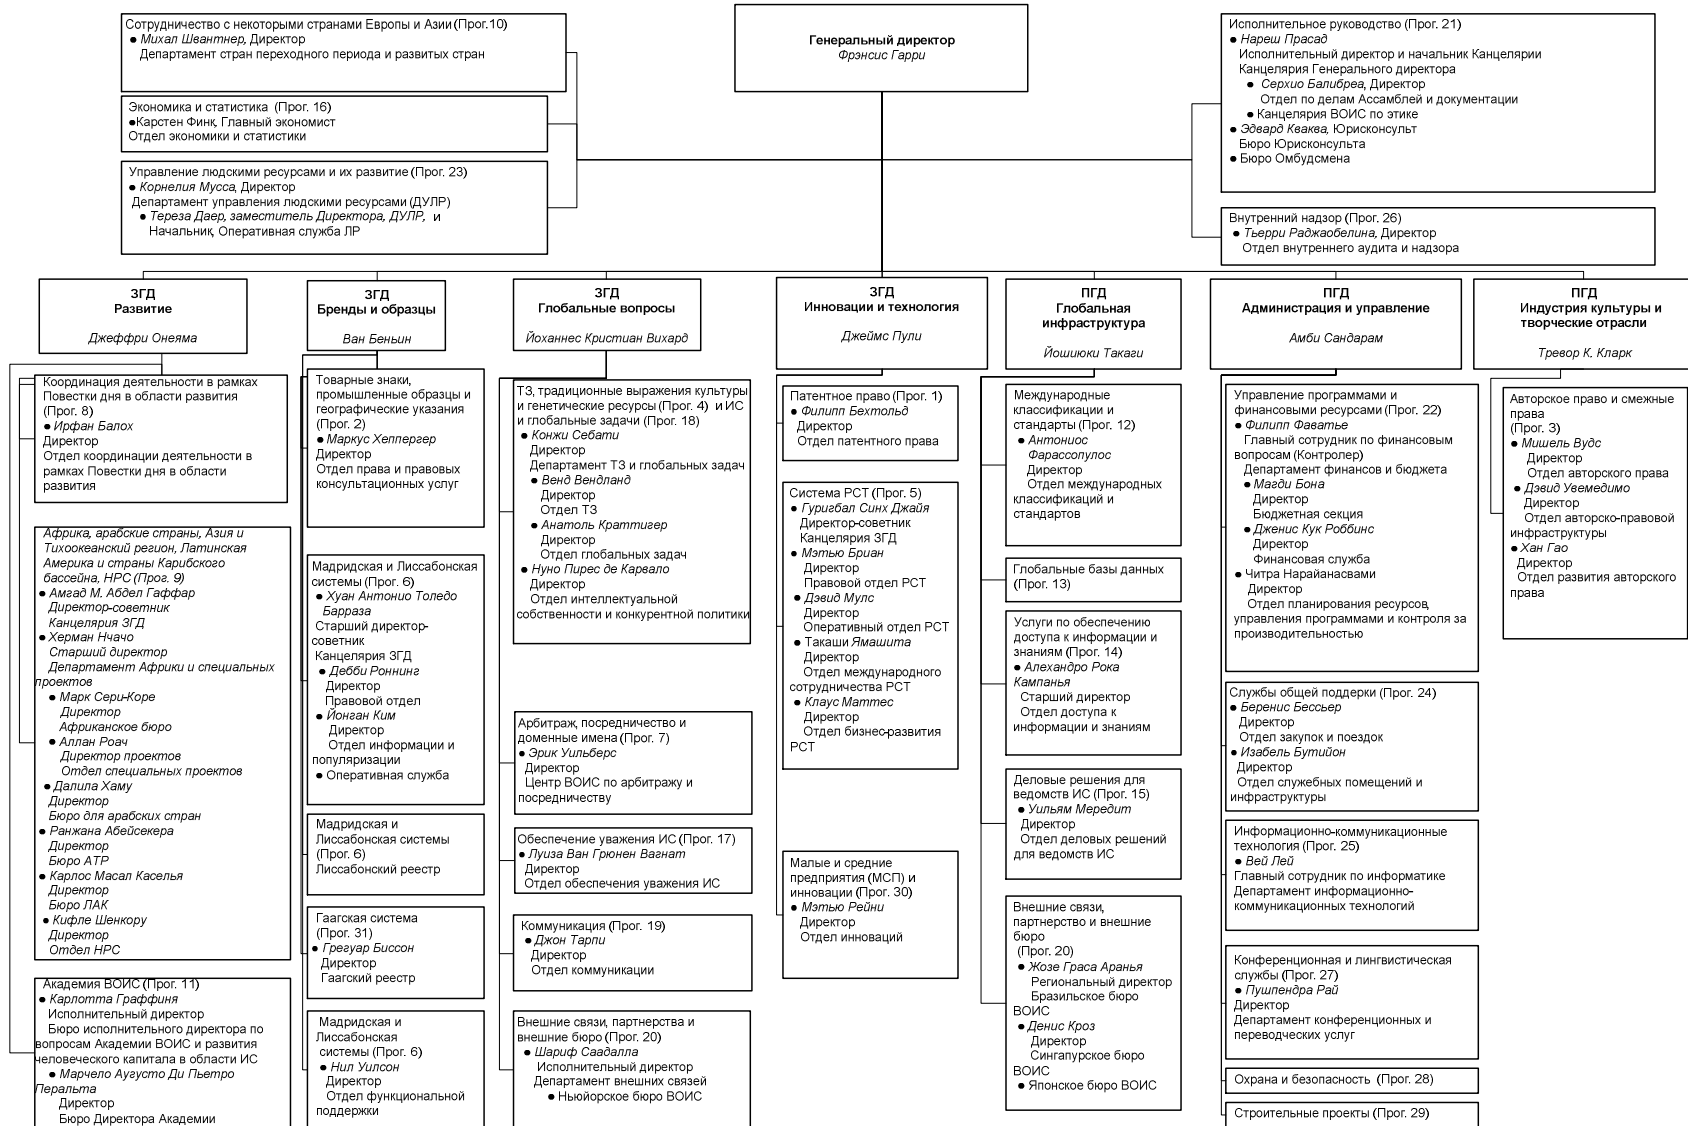 Сотрудничество с некоторыми странами Европы и Азии (Прог.10)
● Михал Швантнер, Директор
Департамент стран переходного периода и развитых стран
Экономика и статистика (Прог. 16)
●Карстен Финк, Главный экономист
Отдел экономики и статистики
Управление людскими ресурсами и их развитие (Прог. 23)
● Корнелия Мусса, Директор
Департамент управления людскими ресурсами (ДУЛР)
● Тереза Даер, заместитель Директора, ДУЛР, и
Начальник, Оперативная служба ЛР
Генеральный директор
Фрэнсис Гарри
Исполнительное руководство (Прог. 21)
● Нареш Прасад
Исполнительный директор и начальник Канцелярии
Канцелярия Генерального директора
● Серхио Балибреа, Директор
Отдел по делам Ассамблей и документации
● Канцелярия ВОИС по этике
● Эдвард Кваква, Юрисконсульт
Бюро Юрисконсульта
● Бюро Омбудсмена
Внутренний надзор (Прог. 26)
● Тьерри Раджаобелина, Директор
Отдел внутреннего аудита и надзора
ЗГД
Развитие
Джеффри Онеяма
Координация деятельности в рамках
Повестки дня в области развития
(Прог. 8)
● Ирфан Балох
Директор
Отдел координации деятельности в
рамках Повестки дня в области
развития
Африка, арабские страны, Азия и
Тихоокеанский регион, Латинская
Америка и страны Карибского
бассейна, НРС (Прог. 9)
● Амгад М. Абдел Гаффар
Директор-советник
Канцелярия ЗГД
● Херман Нчачо
Старший директор
Департамент Африки и специальных
проектов
● Марк Сери-Коре
Директор
Африканское бюро
● Аллан Роач
Директор проектов
Отдел специальных проектов
● Далила Хаму
Директор
Бюро для арабских стран
● Ранжана Абейсекера
Директор
Бюро АТР
● Карлос Масал Каселья
Директор
Бюро ЛАК
● Кифле Шенкору
Директор
Отдел НРС
Академия ВОИС (Прог. 11)
● Карлотта Граффиня
Исполнительный директор
Бюро исполнительного директора по
вопросам Академии ВОИС и развития
человеческого капитала в области ИС
● Марчело Аугусто Ди Пьетро
Перальта
Директор
Бюро Директора Академии
ЗГД
Бренды и образцы
Ван Беньин
Товарные знаки,
промышленные образцы и
географические указания
(Прог. 2)
● Маркус Хеппергер
Директор
Отдел права и правовых
консультационных услуг
Мадридская и Лиссабонская
системы (Прог. 6)
● Хуан Антонио Толедо
Барраза
Старший директор-
советник
Канцелярия ЗГД
● Дебби Роннинг
Директор
Правовой отдел
● Йонган Ким
Директор
Отдел информации и
популяризации
● Оперативная служба
Мадридская и
Лиссабонская системы
(Прог. 6)
Лиссабонский реестр
Гаагская система
(Прог. 31)
● Грегуар Биссон
Директор
Гаагский реестр
Мадридская и
Лиссабонская
системы (Прог. 6)
● Нил Уилсон
Директор
Отдел функциональной
поддержки
ЗГД
Глобальные вопросы
Йоханнес Кристиан Вихард
ТЗ, традиционные выражения культуры
и генетические ресурсы (Прог. 4) и ИС
и глобальные задачи (Прог. 18)
● Конжи Себати
Директор
Департамент ТЗ и глобальных задач
● Венд Вендланд
Директор
Отдел ТЗ
● Анатоль Краттигер
Директор
Отдел глобальных задач
● Нуно Пирес де Карвало
Директор
Отдел интеллектуальной
собственности и конкурентной политики
Арбитраж, посредничество и
доменные имена (Прог. 7)
● Эрик Уильберс
Директор
Центр ВОИС по арбитражу и
посредничеству
Обеспечение уважения ИС (Прог. 17)
● Луиза Ван Грюнен Вагнат
Директор
Отдел обеспечения уважения ИС
Коммуникация (Прог. 19)
● Джон Тарпи
Директор
Отдел коммуникации
Внешние связи, партнерства и
внешние бюро (Прог. 20)
● Шариф Саадалла
Исполнительный директор
Департамент внешних связей
● Ньюйорское бюро ВОИС
ЗГД
Инновации и технология
Джеймс Пули
Патентное право (Прог. 1)
● Филипп Бехтольд
Директор
Отдел патентного права
Система РСТ (Прог. 5)
● Гуригбал Синх Джайя
Директор-советник
Канцелярия ЗГД
● Мэтью Бриан
Директор
Правовой отдел РСТ
● Дэвид Мулс
Директор
Оперативный отдел РСТ
● Такаши Ямашита
Директор
Отдел международного
сотрудничества РСТ
● Клаус Маттес
Директор
Отдел бизнес-развития
РСТ
Малые и средние
предприятия (МСП) и
инновации (Прог. 30)
● Мэтью Рейни
Директор
Отдел инноваций
ПГД
Глобальная
инфраструктура
Йошиюки Такаги
Международные
классификации и
стандарты (Прог. 12)
● Антониос
Фарассопулос
Директор
Отдел международных
классификаций и
стандартов
Глобальные базы данных
(Прог. 13)
Услуги по обеспечению
доступа к информации и
знаниям (Прог. 14)
● Алехандро Рока
Кампанья
Старший директор
Отдел доступа к
информации и знаниям
Деловые решения для
ведомств ИС (Прог. 15)
● Уильям Мередит
Директор
Отдел деловых решений
для ведомств ИС
Внешние связи,
партнерство и внешние
бюро
(Прог. 20)
● Жозе Граса Аранья
Региональный директор
Бразильское бюро
ВОИС
● Денис Кроз
Директор
Сингапурское бюро
ВОИС
● Японское бюро ВОИС
ПГД
Администрация и управление
Амби Сандарам
Управление программами и
финансовыми ресурсами (Прог. 22)
● Филипп Фаватье
Главный сотрудник по финансовым
вопросам (Контролер)
Департамент финансов и бюджета
● Магди Бона
Директор
Бюджетная секция
● Дженис Кук Роббинс
Директор
Финансовая служба
● Читра Нарайанасвами
Директор
Отдел планирования ресурсов,
управления программами и контроля за
производительностью
Службы общей поддержки (Прог. 24)
● Беренис Бессьер
Директор
Отдел закупок и поездок
● Изабель Бутийон
Директор
Отдел служебных помещений и
инфраструктуры
Информационно-коммуникационные
технология (Прог. 25)
● Вей Лей
Главный сотрудник по информатике
Департамент информационно-
коммуникационных технологий
Конференционная и лингвистическая
службы (Прог. 27)
● Пушпендра Рай
Директор
Департамент конференционных и
переводческих услуг
Охрана и безопасность (Прог. 28)
Строительные проекты (Прог. 29)
ПГД
Индустрия культуры и
творческие отрасли
Тревор К. Кларк
Авторское право и смежные
права
(Прог. 3)
● Мишель Вудс
Директор
Отдел авторского права
● Дэвид Увемедимо
Директор
Отдел авторско-правовой
инфраструктуры
● Хан Гао
Директор
Отдел развития авторского
права